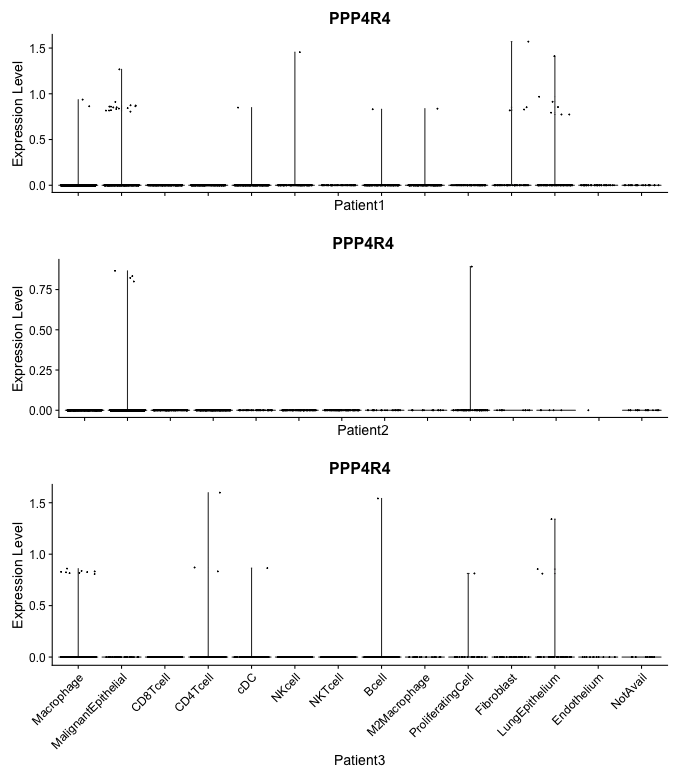 PPP4R4
Expression Level
1.5
1.0
0.5
0.0
Patient1
PPP4R4
Expression Level
0.75
0.50
0.25
0.00
Patient2
PPP4R4
Expression Level
1.5
1.0
0.5
0.0
Macrophage
MalignantEpithelial
CD8Tcell
CD4Tcell
cDC
NKcell
NKTcell
Bcell
M2Macrophage
ProliferatingCell
Fibroblast
LungEpithelium
Endothelium
NotAvail
Patient3